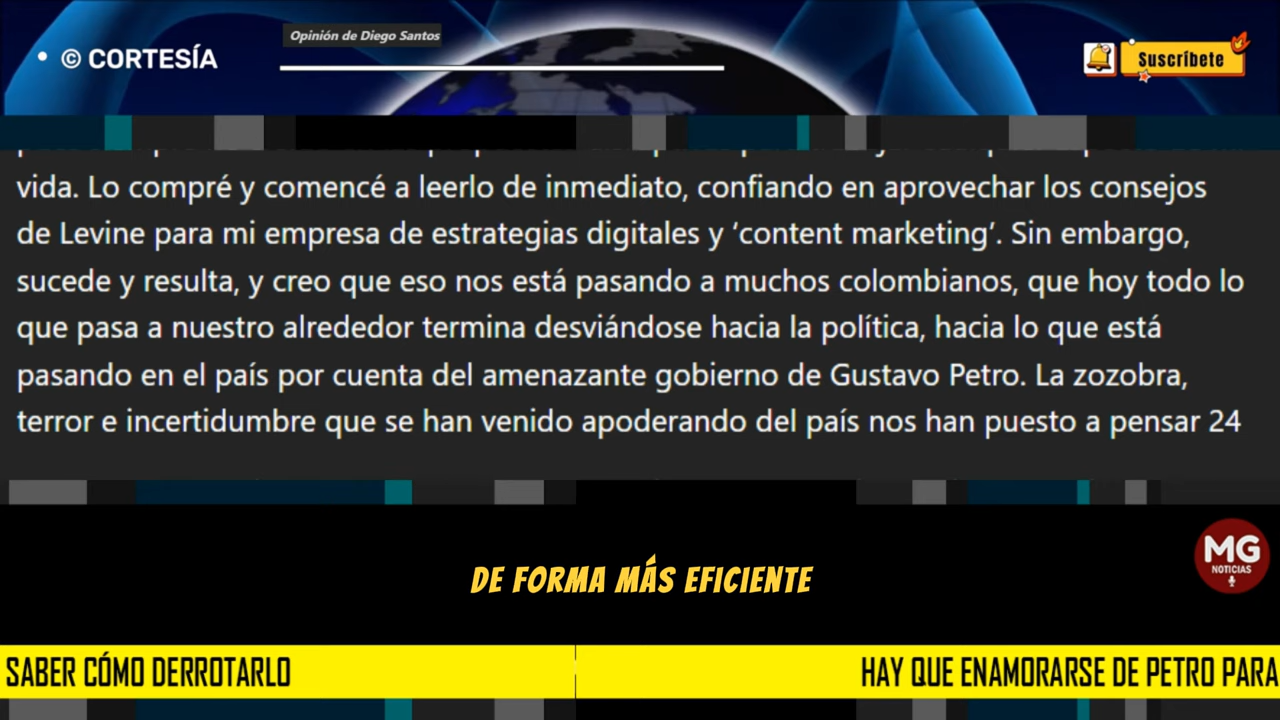 Opinión de Diego Santos
• © CORTESÍA
Suscríbete
vida. Lo compré y comencé a leerlo de inmediato, confiando en aprovechar los consejos
de Levine para mi empresa de estrategias digitales y ‘content marketing’. Sin embargo,
sucede y resulta, y creo que eso nos está pasando a muchos colombianos, que hoy todo lo
que pasa a nuestro alrededor termina desviándose hacia la política, hacia lo que está
pasando en el país por cuenta del amenazante gobierno de Gustavo Petro. La zozobra,
terror e incertidumbre que se han venido apoderando del país nos han puesto a pensar 24
DE FORMA MÁS EFICIENTE
MG
NOTICIAS
SABER CÓMO DERROTARLO
HAY QUE ENAMORARSE DE PETRO PARA